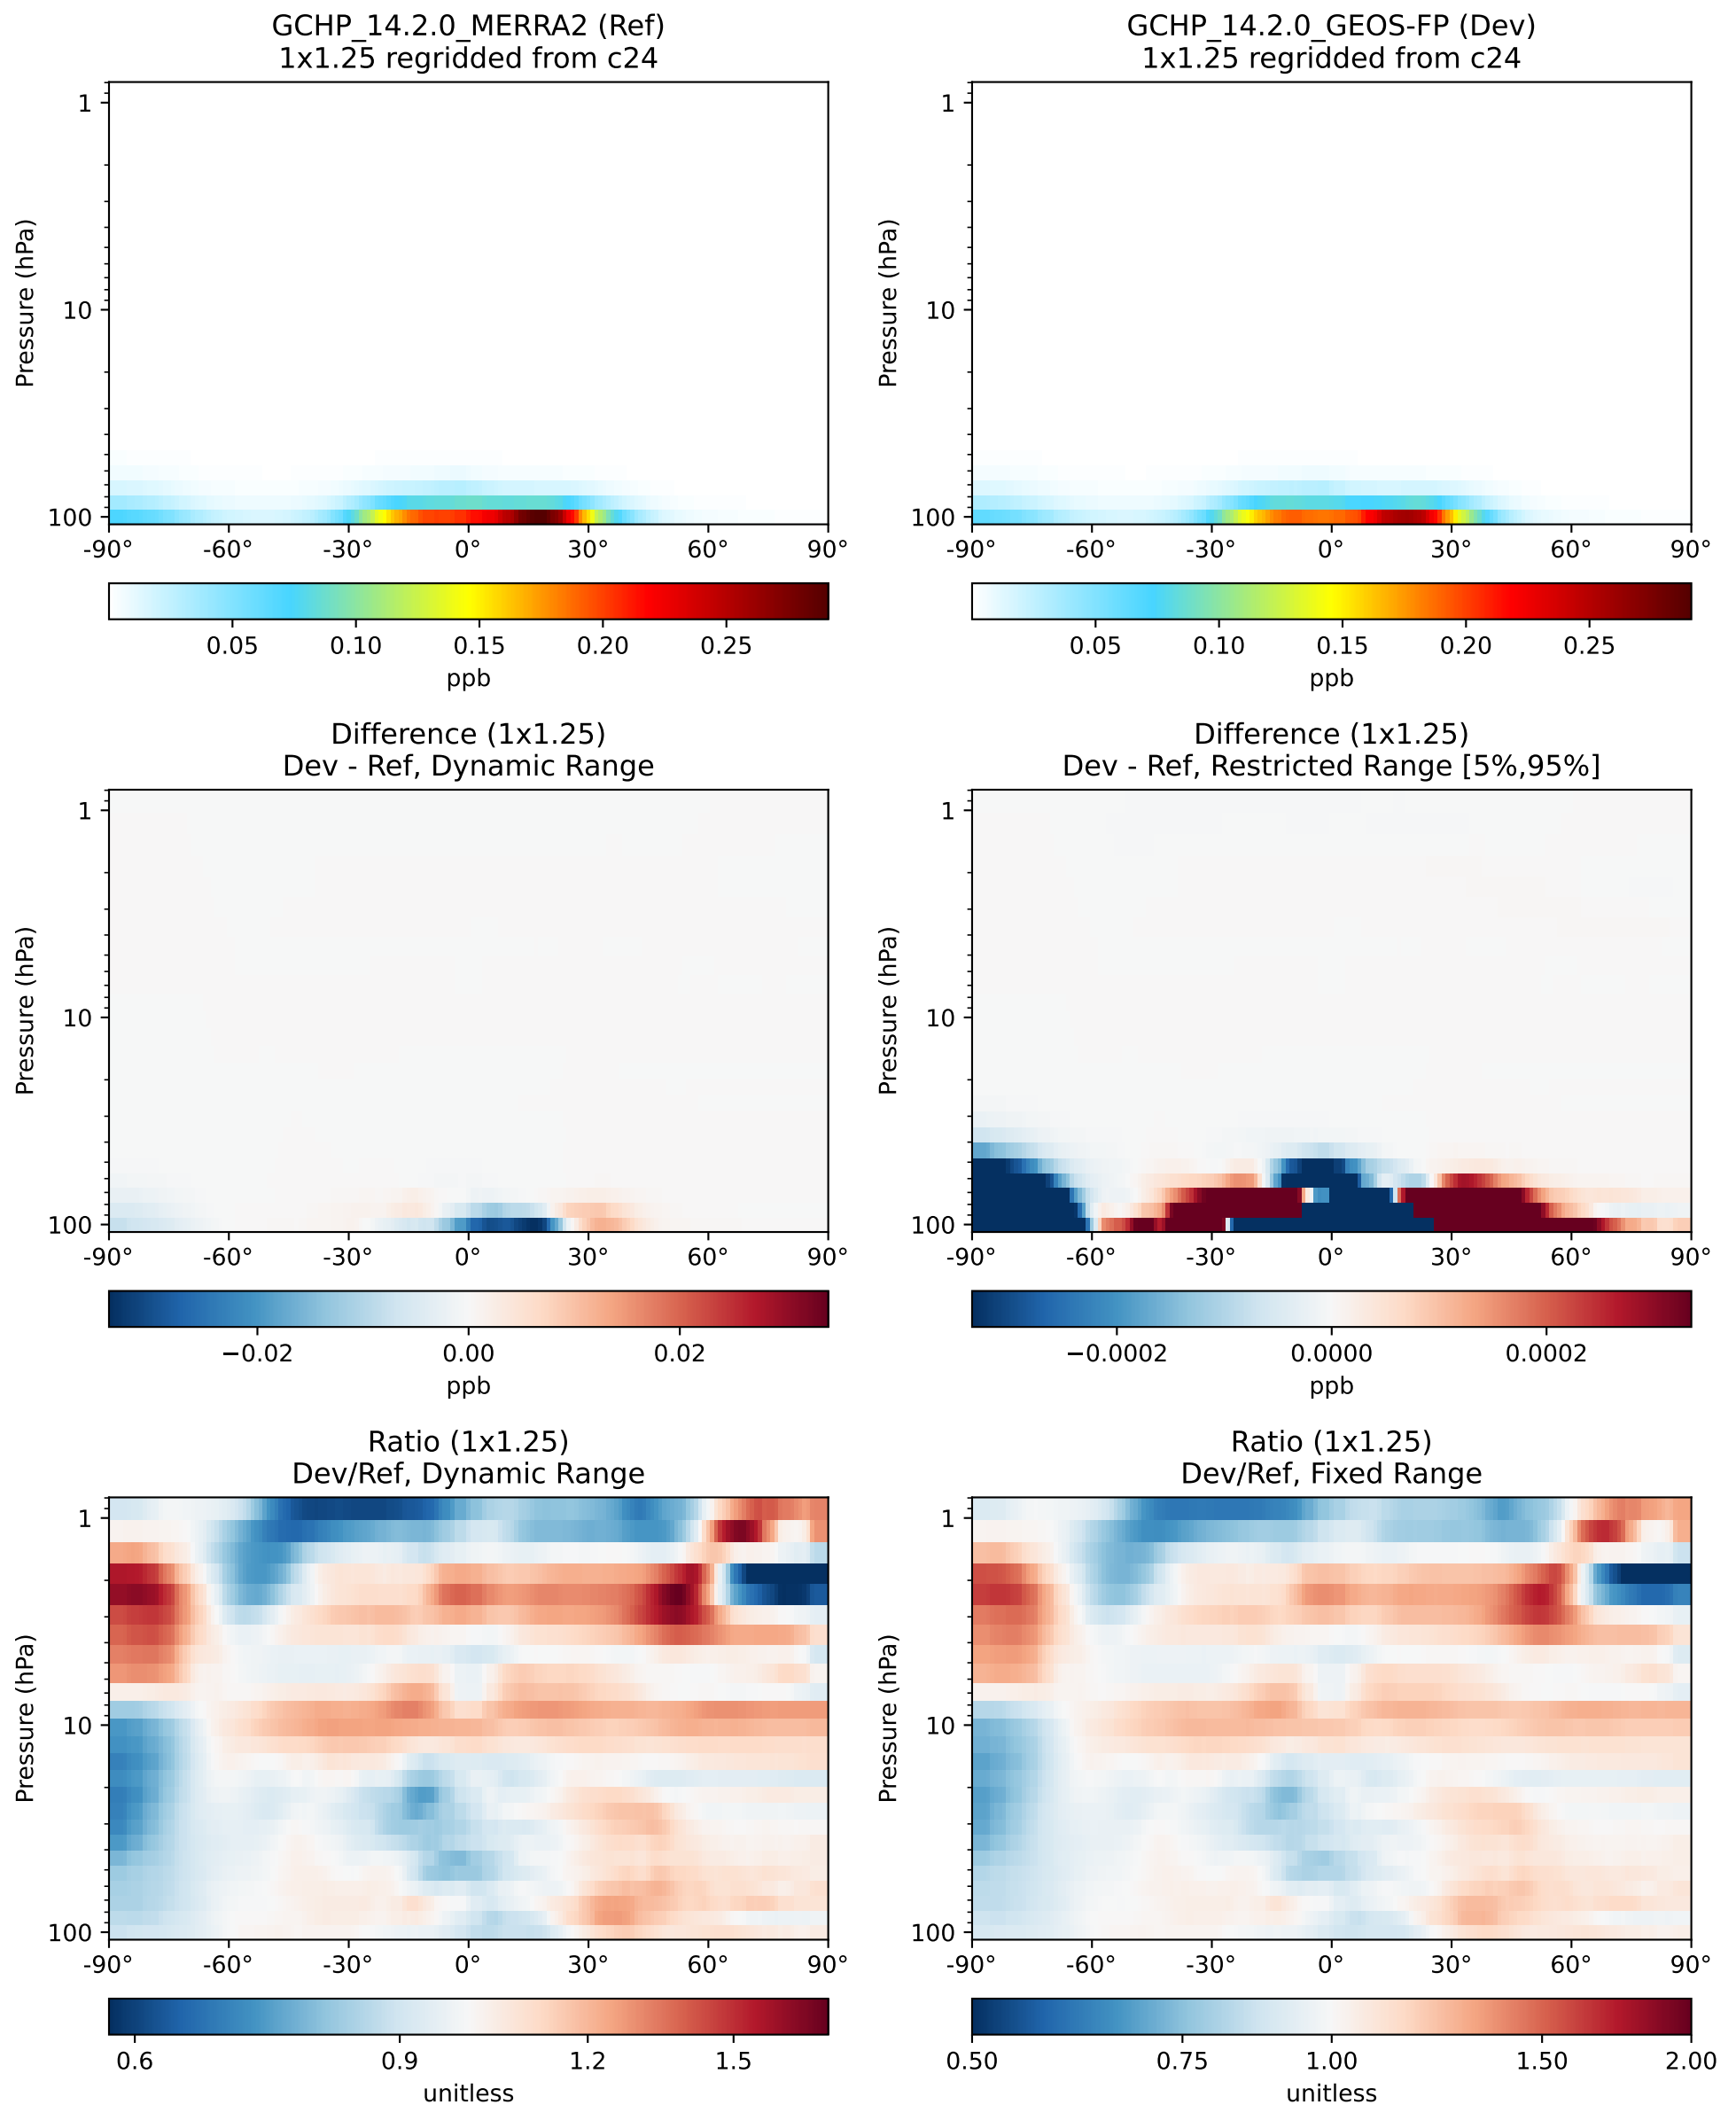 GCHP_14.2.0_MERRA2 (Ref)
1x1.25 regridded from c24
Pressure (hPa)
1
10
100
-90° -60° -30° 0° 30° 60° 90°
0.05 0.10 0.15 0.20 0.25
ppb
GCHP_14.2.0_GEOS-FP (Dev)
1x1.25 regridded from c24
Pressure (hPa)
1
10
100
-90° -60° -30° 0° 30° 60° 90°
0.05 0.10 0.15 0.20 0.25
ppb
Difference (1x1.25)
Dev - Ref, Dynamic Range
Pressure (hPa)
1
10
100
-90° -60° -30° 0° 30° 60° 90°
−0.02 0.00 0.02
ppb
Difference (1x1.25)
Dev - Ref, Restricted Range [5%,95%]
Pressure (hPa)
1
10
100
-90° -60° -30° 0° 30° 60° 90°
−0.0002 0.0000 0.0002
ppb
Ratio (1x1.25)
Dev/Ref, Dynamic Range
Pressure (hPa)
1
10
100
-90° -60° -30° 0° 30° 60° 90°
0.6 0.9 1.2 1.5
unitless
Ratio (1x1.25)
Dev/Ref, Fixed Range
Pressure (hPa)
1
10
100
-90° -60° -30° 0° 30° 60° 90°
0.50 0.75 1.00 1.50 2.00
unitless